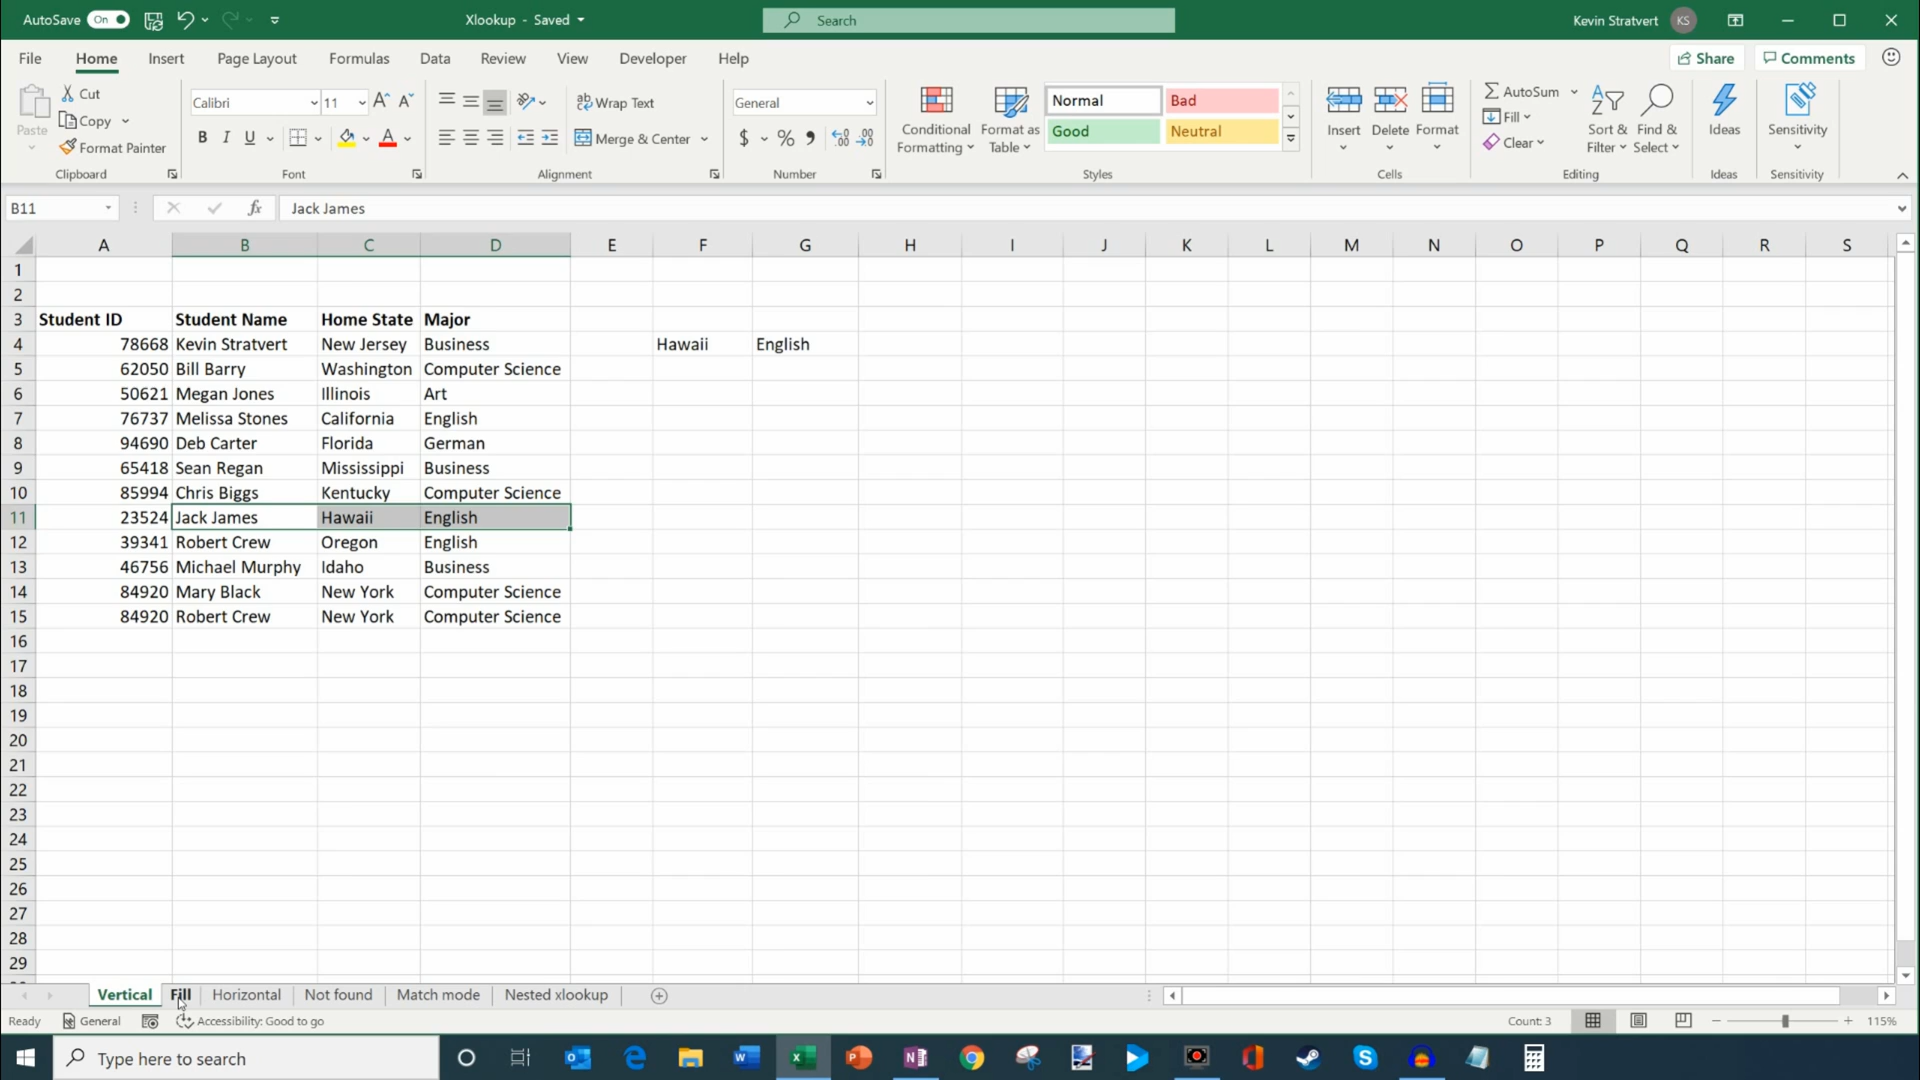 AutoSave On Xlookup - Saved Search Kevin Stratvert KS
File Home Insert Page Layout Formulas Data Review View Developer Help Share Comments
Paste Cut Copy Format Painter
Clipboard
Calibri 11
B I U A
Font
ab Wrap Text
Merge & Center
Alignment
General
$ % 9
Number
Conditional Formatting
Format as Table
Normal Bad
Good Neutral
Styles
Insert Delete Format
Cells
AutoSum
Fill
Clear
Sort & Filter
Find & Select
Editing
Ideas
Ideas
Sensitivity
Sensitivity
B11 fx Jack James
A B C D E F G H I J K L M N O P Q R S
1
2
3 Student ID Student Name Home State Major
4 78668 Kevin Stratvert New Jersey Business Hawaii English
5 62050 Bill Barry Washington Computer Science
6 50621 Megan Jones Illinois Art
7 76737 Melissa Stones California English
8 94690 Deb Carter Florida German
9 65418 Sean Regan Mississippi Business
10 85994 Chris Biggs Kentucky Computer Science
11 23524 Jack James Hawaii English
12 39341 Robert Crew Oregon English
13 46756 Michael Murphy Idaho Business
14 84920 Mary Black New York Computer Science
15 84920 Robert Crew New York Computer Science
16
17
18
19
20
21
22
23
24
25
26
27
28
29
Vertical Fill Horizontal Not found Match mode Nested xlookup
Ready General Accessibility: Good to go Count: 3 115%
Type here to search